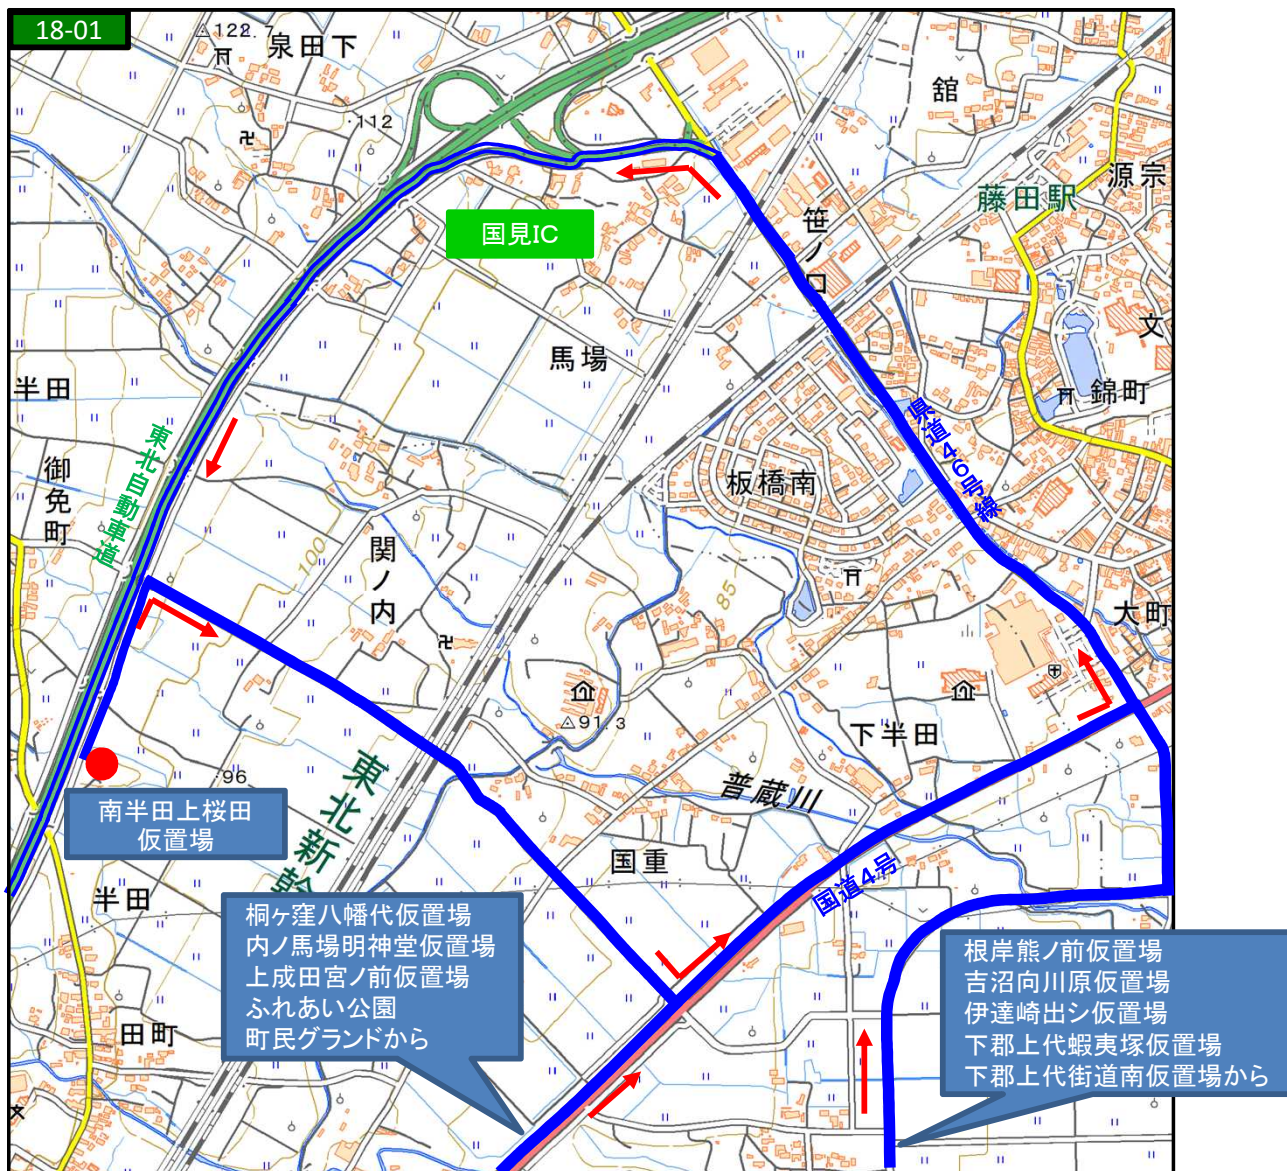 18-01
122.7
泉田下
舘
112
源宗
藤田駅
国見IC
笹ノ口
馬場
文
半田
錦町
県道46号線
東北自動車道
御免町
板橋南
関ノ内
100
85
大町
91.3
下半田
96
東北新幹
普蔵川
南半田上桜田
仮置場
国重
国道4号
半田
桐ヶ窪八幡代仮置場
内ノ馬場明神堂仮置場
上成田宮ノ前仮置場
ふれあい公園
町民グランドから
根岸熊ノ前仮置場
吉沼向川原仮置場
伊達崎出シ仮置場
下郡上代蝦夷塚仮置場
下郡上代街道南仮置場から
田町